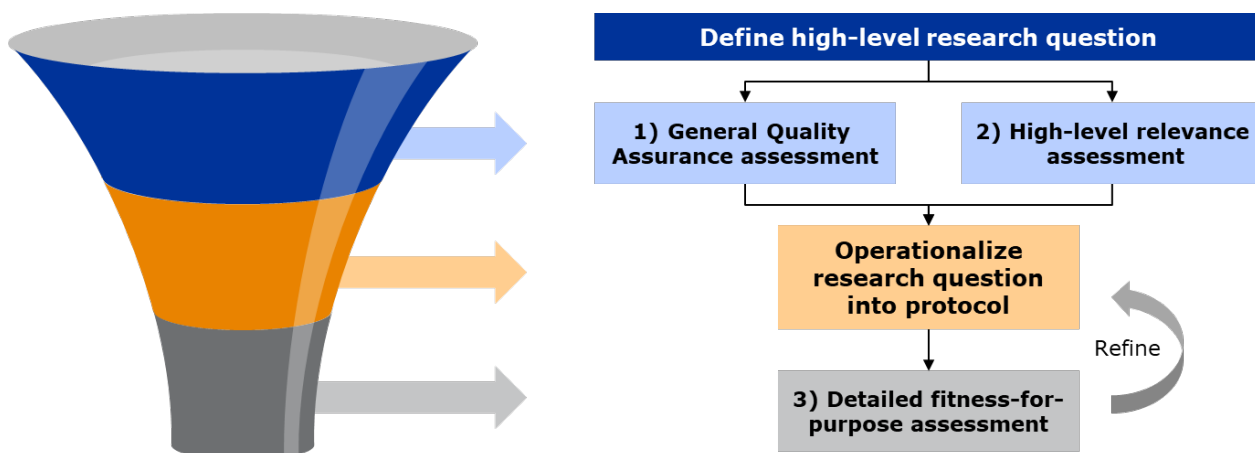 Define high-level research question
1) General Quality
Assurance assessment
2) High-level relevance
assessment
Operationalize
research question
into protocol
Refine
3) Detailed fitness-for-
purpose assessment